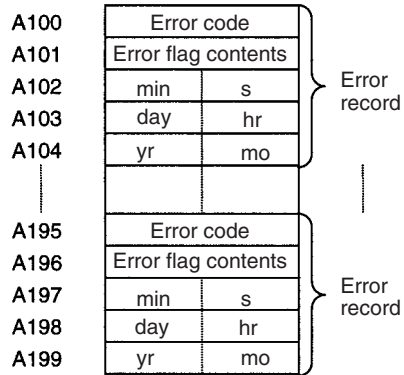 A100 Error code
A101 Error flag contents
A102 min s
A103 day hr
A104 yr mo
Error
record
A195 Error code
A196 Error flag contents
A197 min s
A198 day hr
A199 yr mo
Error
record